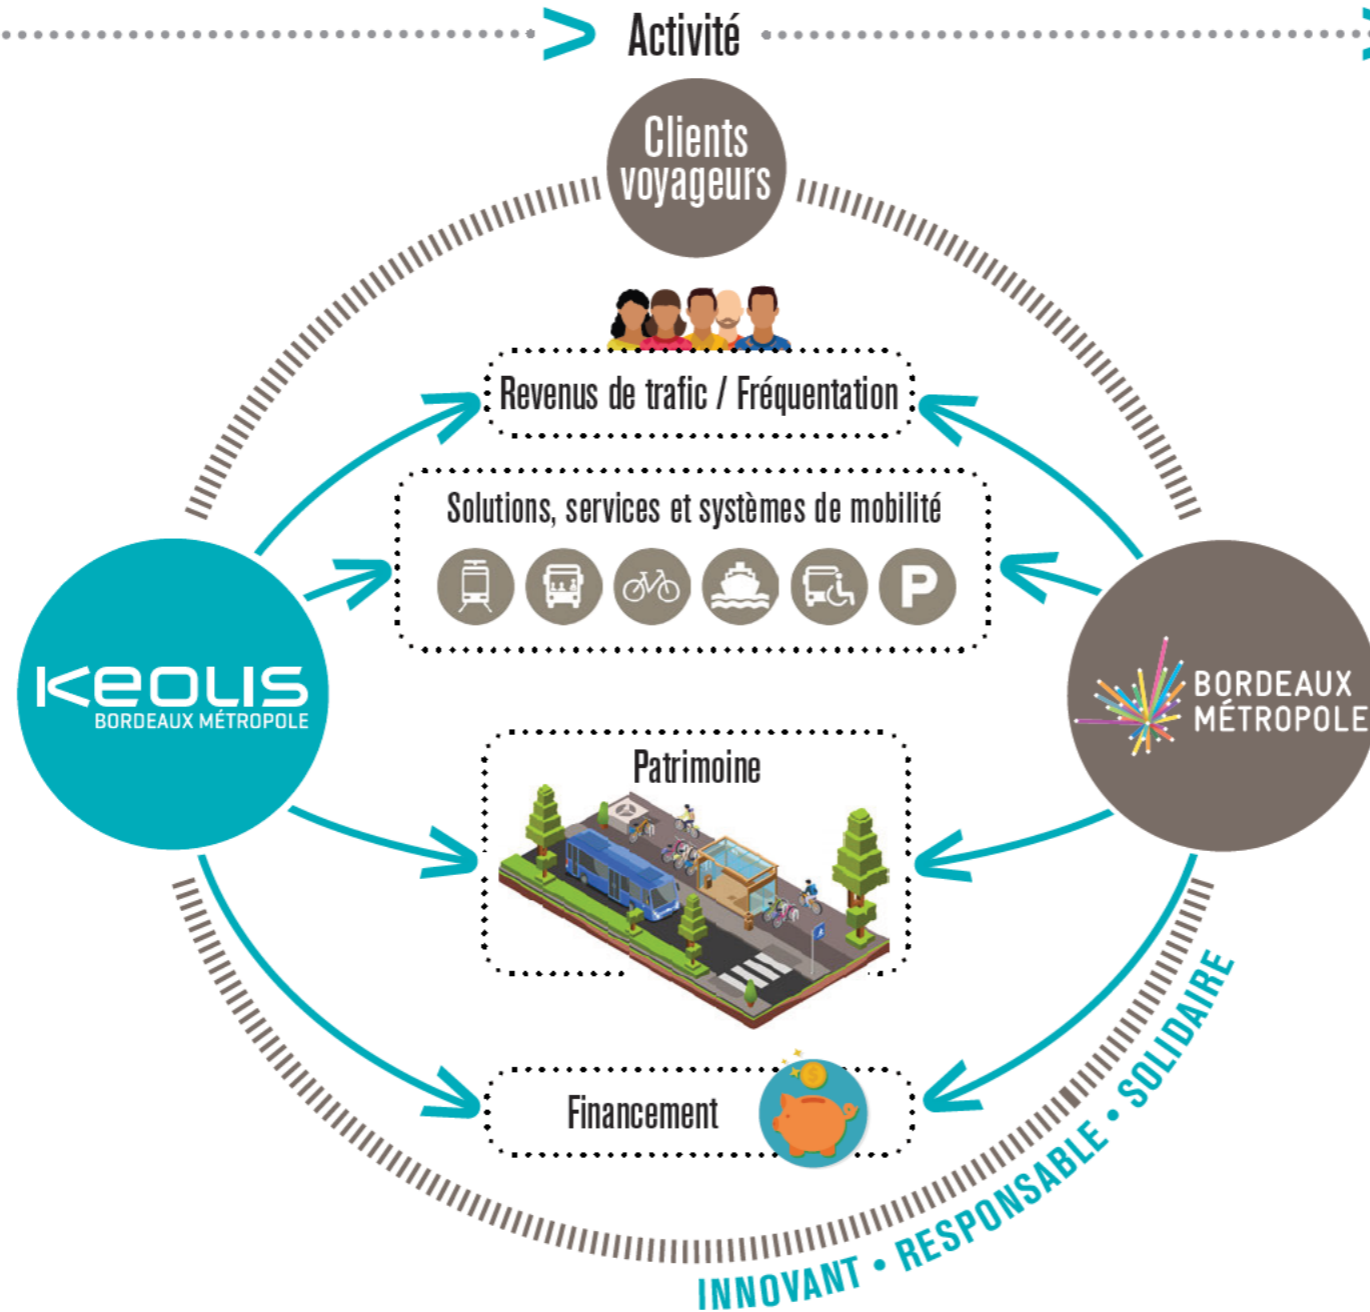 Activité
Clients
voyageurs
Revenus de trafic / Fréquentation
Solutions, services et systèmes de mobilité
P
KEOLIS
BORDEAUX MÉTROPOLE
BORDEAUX
MÉTROPOLE
Patrimoine
Financement
INNOVANT • RESPONSABLE • SOLIDAIRE